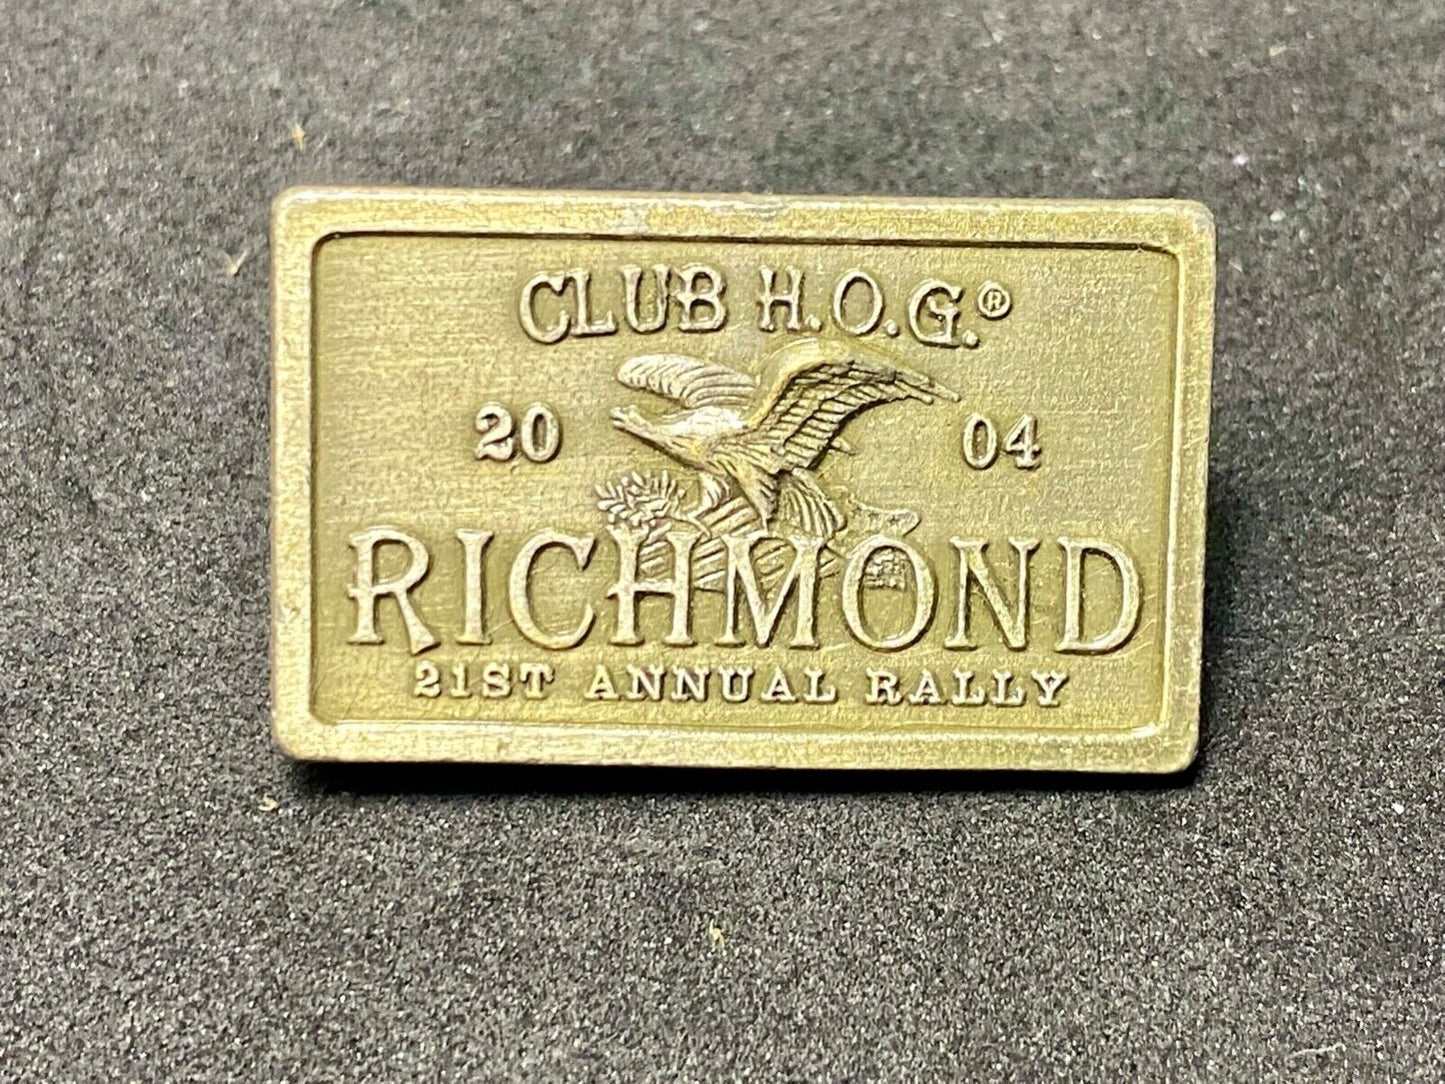 CLUB H.O.G.®
20 04
RICHMOND
21ST ANNUAL RALLY